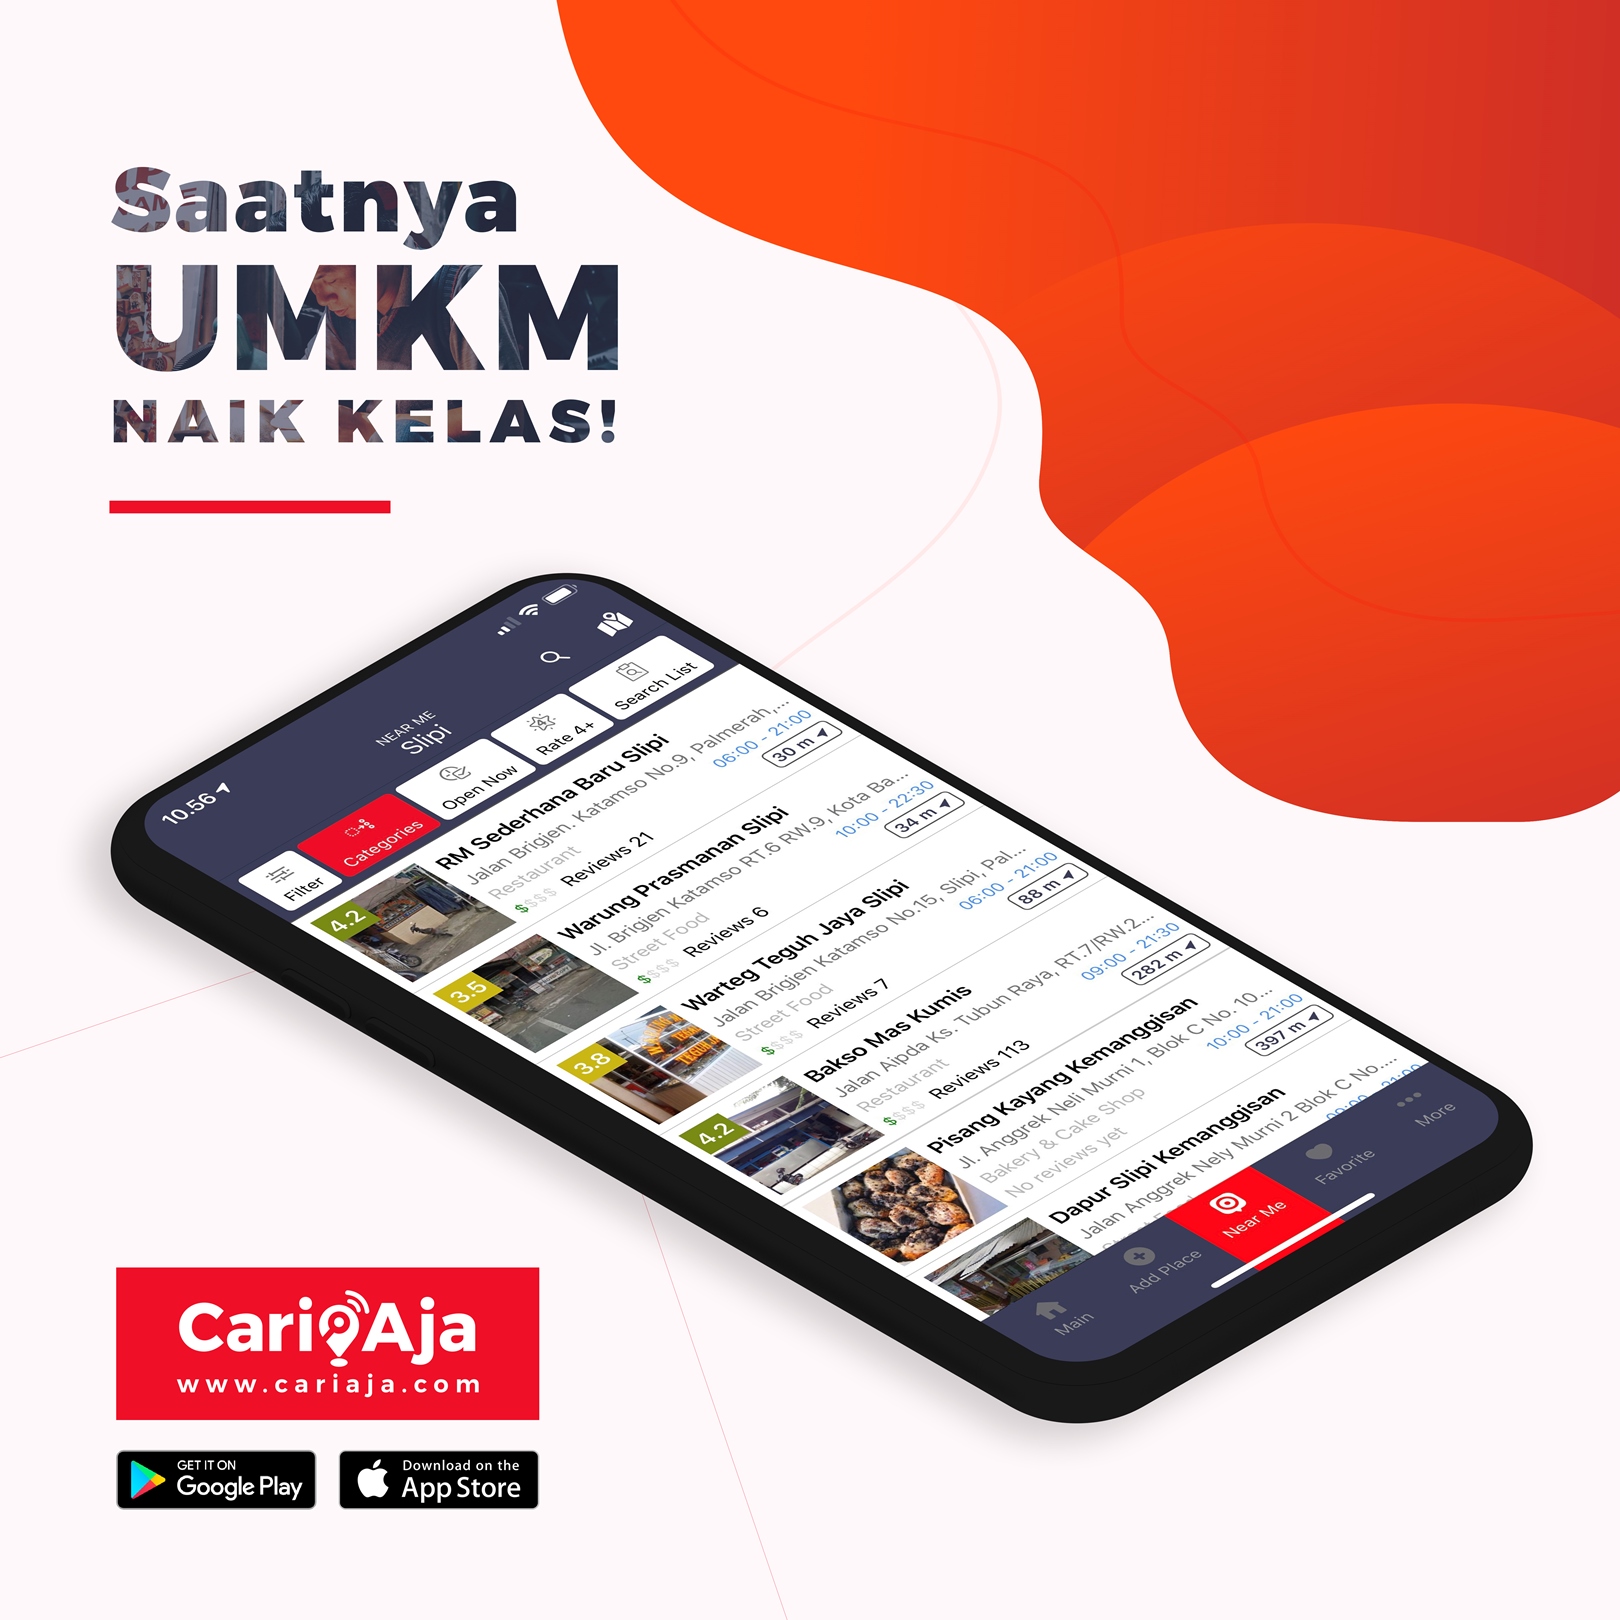 Saatnya
UMKM
NAIK KELAS!
10.56
NEAR ME
Slipi
Filter
Categories
Open Now
Rate 4+
Search List
4.2
RM Sederhana Baru Slipi
Jalan Brigjen. Katamso No.9, Palmerah,...
Restaurant
06:00 - 21:00
$$$$ Reviews 21
30 m
3.5
Warung Prasmanan Slipi
Jl. Brigjen Katamso RT.6 RW.9, Kota Ba...
Street Food
10:00 - 22:30
$$$$ Reviews 6
34 m
3.8
Warteg Teguh Jaya Slipi
Jalan Brigjen Katamso No.15, Slipi, Pal...
Street Food
06:00 - 21:00
$$$$ Reviews 7
88 m
4.2
Bakso Mas Kumis
Jalan Aipda Ks. Tubun Raya, RT.7/RW.2...
Restaurant
09:00 - 21:30
$$$$ Reviews 113
282 m
Pisang Kayang Kemanggisan
Jl. Anggrek Neli Murni 1, Blok C No. 10...
Bakery & Cake Shop
10:00 - 21:00
No reviews yet
397 m
Dapur Slipi Kemanggisan
Jalan Anggrek Nely Murni 2 Blok C No....
Main
Add Place
Near Me
Favorite
More
Cari Aja
www.cariaja.com
GET IT ON
Google Play
Download on the
App Store